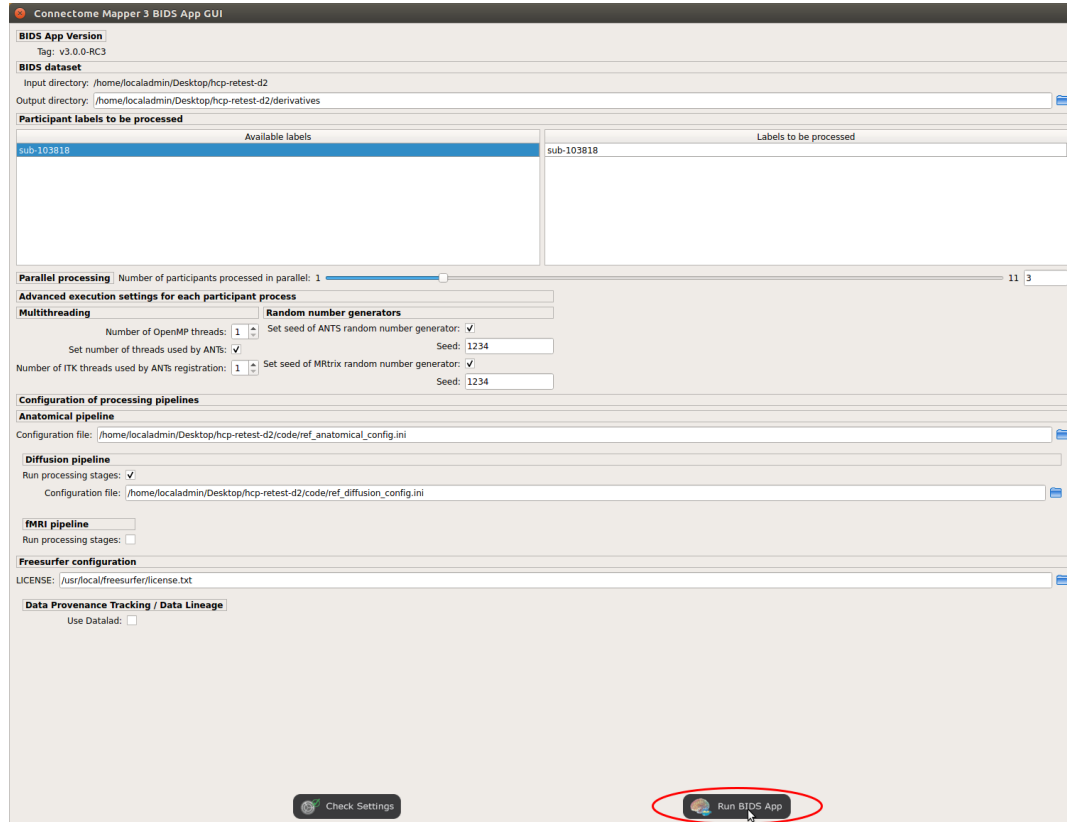 Connectome Mapper 3 BIDS App GUI
BIDS App Version
Tag: v3.0.0-RC3
BIDS dataset
Input directory: /home/localadmin/Desktop/hcp-retest-d2
Output directory: /home/localadmin/Desktop/hcp-retest-d2/derivatives
Participant labels to be processed
Available labels Labels to be processed
sub-103818 sub-103818
Parallel processing Number of participants processed in parallel: 1 11 3
Advanced execution settings for each participant process
Multithreading Random number generators
Number of OpenMP threads: 1 Set seed of ANTS random number generator:
Seed: 1234
Set number of threads used by ANTs:
Set seed of MRtrix random number generator:
Number of ITK threads used by ANTs registration: 1
Seed: 1234
Configuration of processing pipelines
Anatomical pipeline
Configuration file: /home/localadmin/Desktop/hcp-retest-d2/code/ref_anatomical_config.ini
Diffusion pipeline
Run processing stages:
Configuration file: /home/localadmin/Desktop/hcp-retest-d2/code/ref_diffusion_config.ini
fMRI pipeline
Run processing stages:
Freesurfer configuration
LICENSE: /usr/local/freesurfer/license.txt
Data Provenance Tracking / Data Lineage
Use Datalad:
Check Settings Run BIDS App